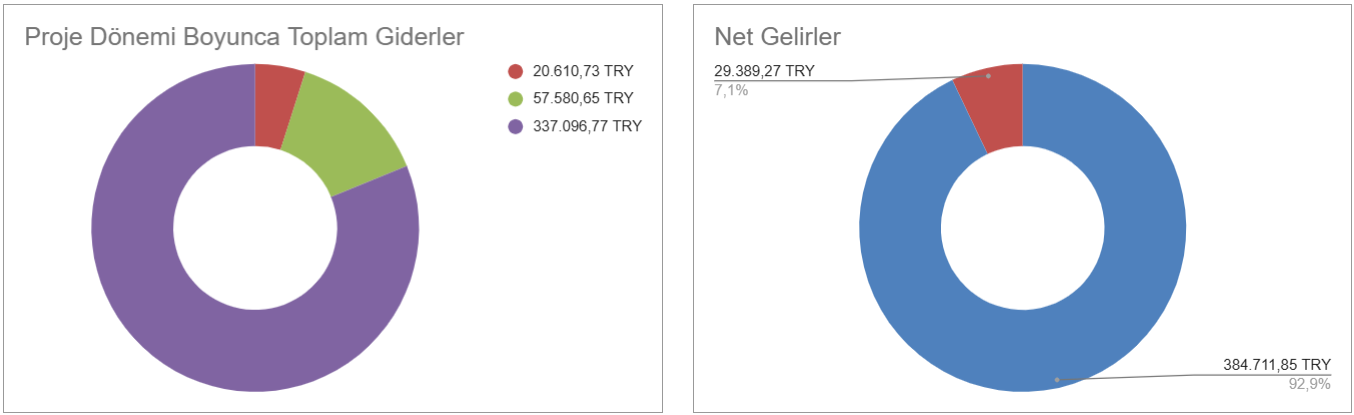 Proje Dönemi Boyunca Toplam Giderler
20.610,73 TRY
57.580,65 TRY
337.096,77 TRY
Net Gelirler
29.389,27 TRY
7,1%
384.711,85 TRY
92,9%